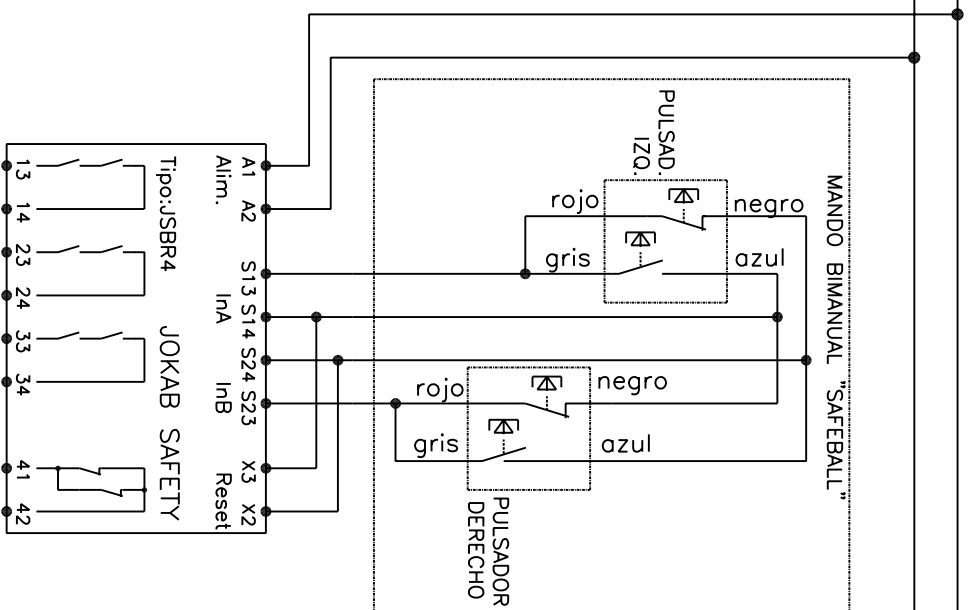 A1
A2
S13
S14
S24
S23
X3
X2
Alim.
InA
InB
Reset
Tipo:JSBR4
JOKAB SAFETY
13
14
23
24
33
34
41
42
MANDO BIMANUAL "SAFEBALL"
PULSAD.
IZQ.
rojo
negro
gris
azul
rojo
negro
gris
azul
PULSADOR
DERECHO